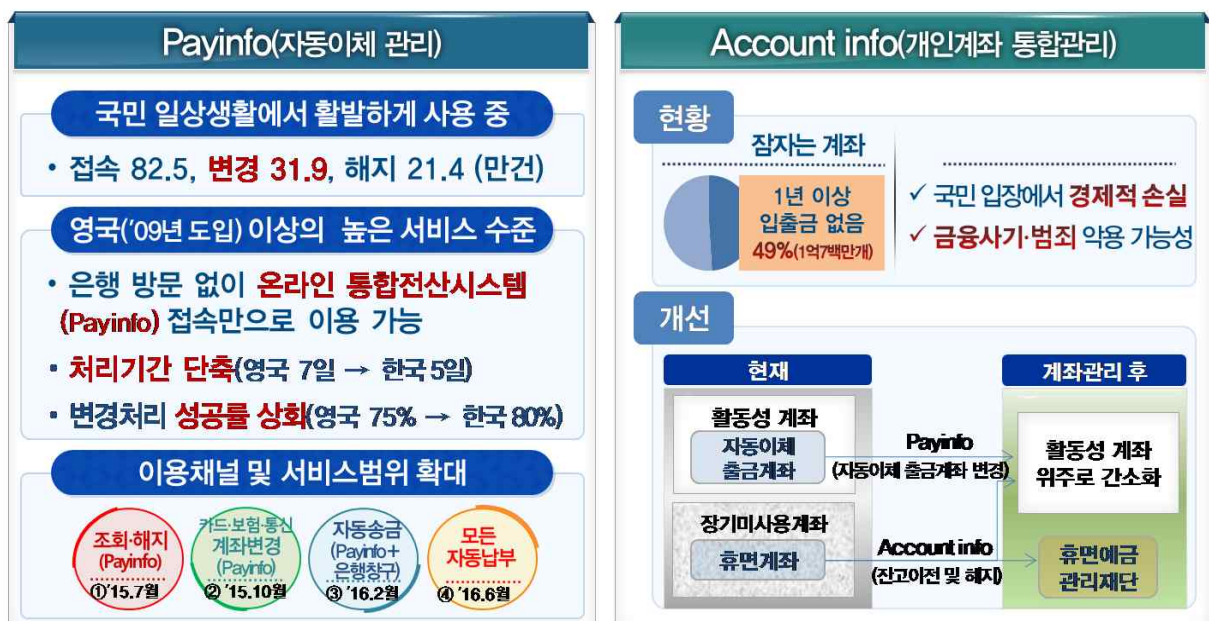 Payinfo(자동이체 관리)
국민 일상생활에서 활발하게 사용 중
• 접속 82.5, 변경 31.9, 해지 21.4 (만건)
영국('09년 도입) 이상의 높은 서비스 수준
• 은행 방문 없이 온라인 통합전산시스템
(Payinfo) 접속만으로 이용 가능
• 처리기간 단축(영국 7일 → 한국 5일)
• 변경처리 성공률 상회(영국 75% → 한국 80%)
이용채널 및 서비스범위 확대
조회·해지
(Payinfo)
①'15.7월
카드·보험·통신
계좌변경
(Payinfo)
② '15.10월
자동송금
(Payinfo+
은행창구)
③ '16.2월
모든
자동납부
④ '16.6월
Account info(개인계좌 통합관리)
현황
잠자는 계좌
1년 이상
입출금 없음
49%(1억7백만개)
✓ 국민 입장에서 경제적 손실
✓ 금융사기·범죄 악용 가능성
개선
현재
활동성 계좌
자동이체
출금계좌
장기미사용계좌
휴면계좌
Payinfo
(자동이체 출금계좌 변경)
Account info
(잔고이전 및 해지)
계좌관리 후
활동성 계좌
위주로 간소화
휴면예금
관리재단